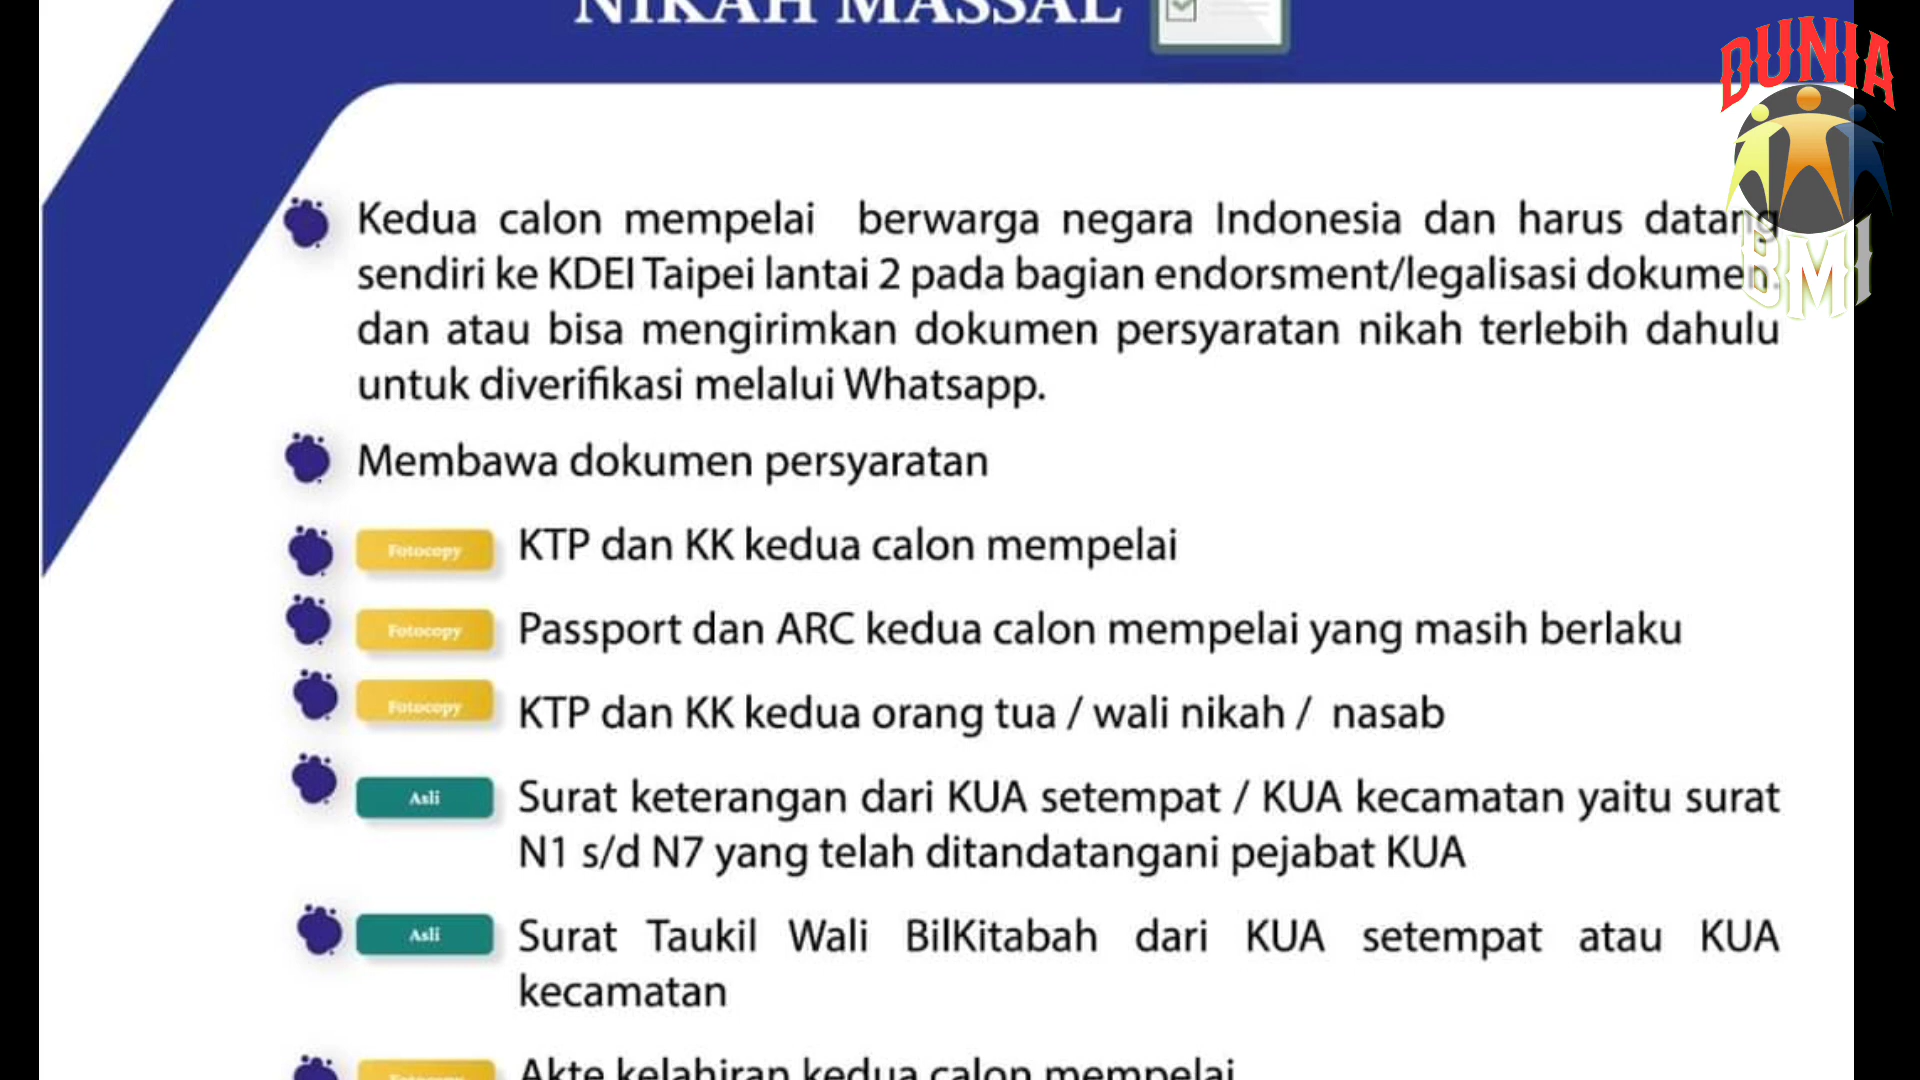 NIKAH MASSAL
DUNIA
BMI
Kedua calon mempelai berwarga negara Indonesia dan harus datang
sendiri ke KDEI Taipei lantai 2 pada bagian endorsment/legalisasi dokumen.
dan atau bisa mengirimkan dokumen persyaratan nikah terlebih dahulu
untuk diverifikasi melalui Whatsapp.
Membawa dokumen persyaratan
Fotocopy KTP dan KK kedua calon mempelai
Fotocopy Passport dan ARC kedua calon mempelai yang masih berlaku
Fotocopy KTP dan KK kedua orang tua / wali nikah / nasab
Asli Surat keterangan dari KUA setempat / KUA kecamatan yaitu surat
N1 s/d N7 yang telah ditandatangani pejabat KUA
Asli Surat Taukil Wali BilKitabah dari KUA setempat atau KUA
kecamatan
Fotocopy Akte kelahiran kedua calon mempelai